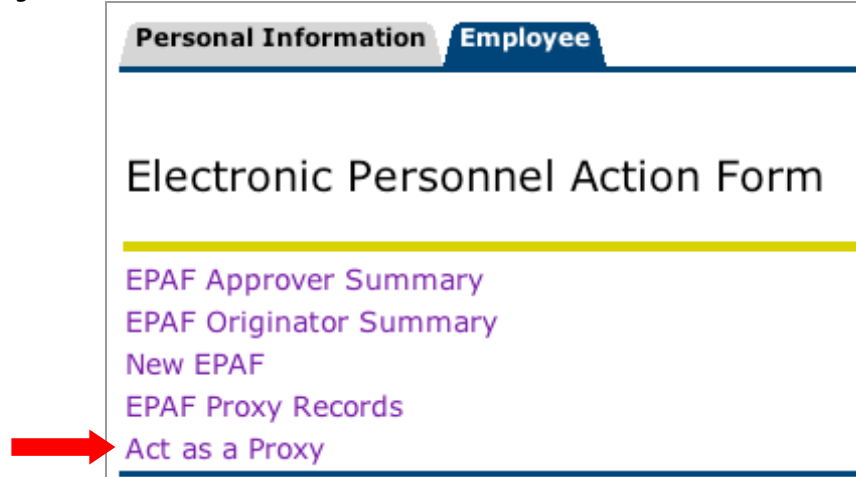 Personal Information Employee
Electronic Personnel Action Form
EPAF Approver Summary
EPAF Originator Summary
New EPAF
EPAF Proxy Records
Act as a Proxy